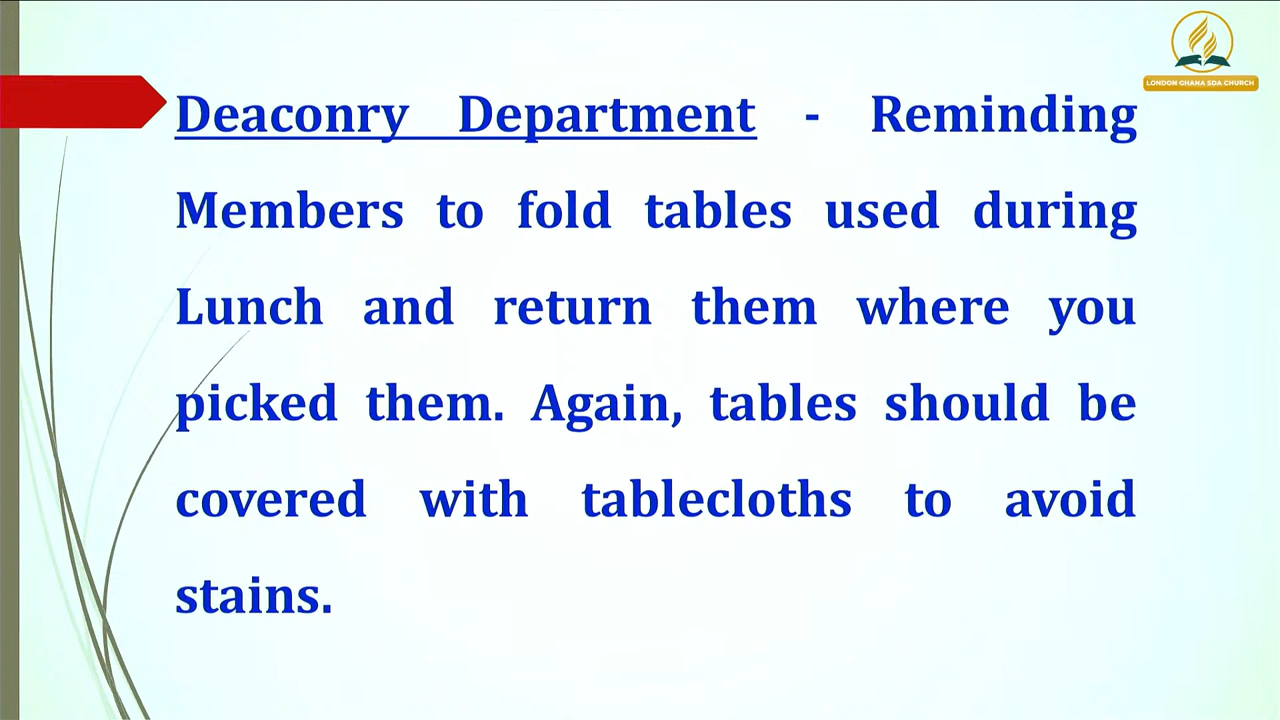 LONDON GHANA SDA CHURCH
Deaconry Department - Reminding
Members to fold tables used during
Lunch and return them where you
picked them. Again, tables should be
covered with tablecloths to avoid
stains.